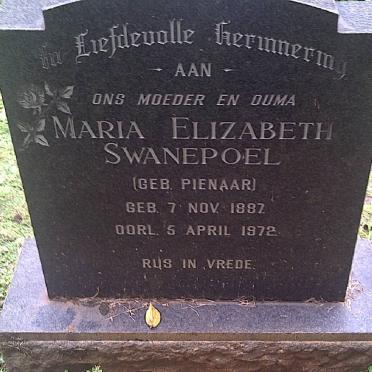 In Liefdevolle Herinnering
AAN
ONS MOEDER EN OUMA
MARIA ELIZABETH
SWANEPOEL
(GEB. PIENAAR)
GEB. 7 NOV. 1887
OORL. 5 APRIL 1972
RUS IN VREDE.